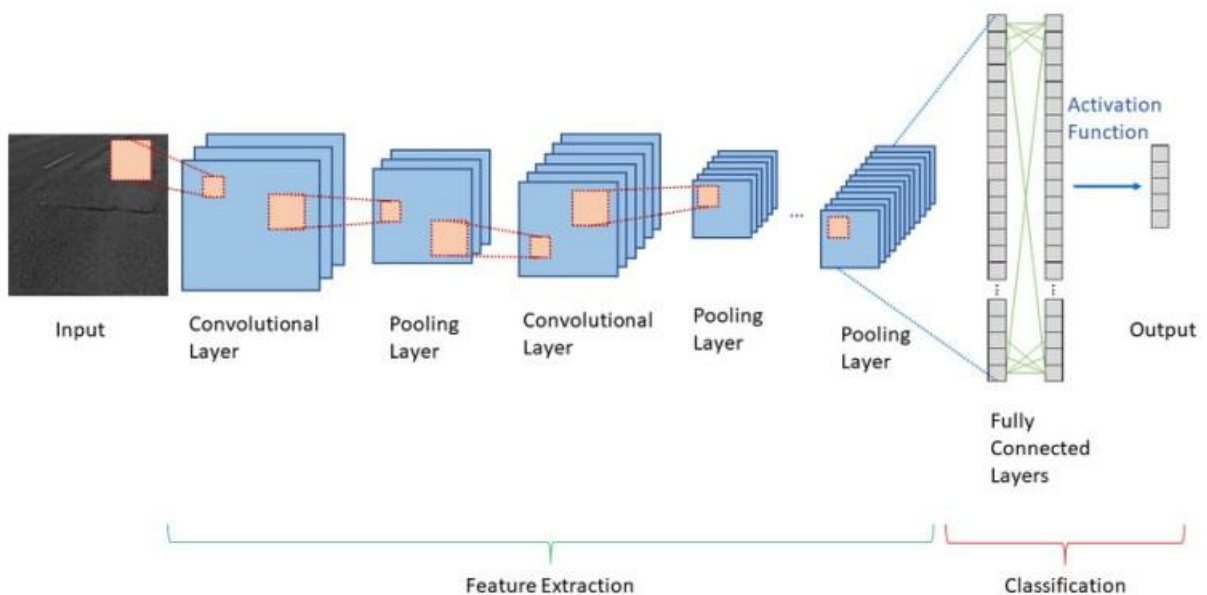 Activation
Function
Input
Convolutional
Layer
Pooling
Layer
Convolutional
Layer
Pooling
Layer
...
Pooling
Layer
Output
Fully
Connected
Layers
Feature Extraction
Classification